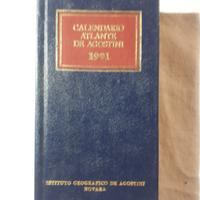 CALENDARIO
ATLANTE
DE AGOSTINI
1991
ISTITUTO GEOGRAFICO DE AGOSTINI
NOVARA